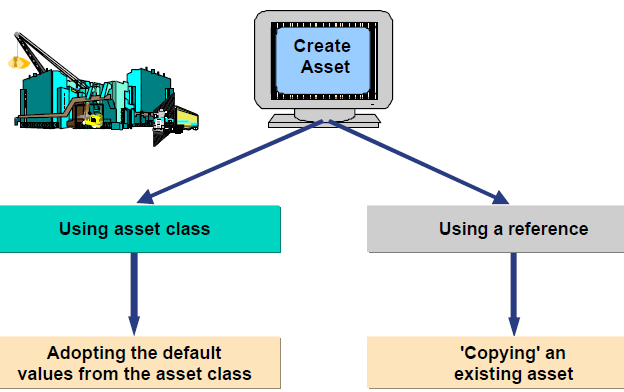 Create
Asset
Using asset class
Using a reference
Adopting the default
values from the asset class
'Copying' an
existing asset